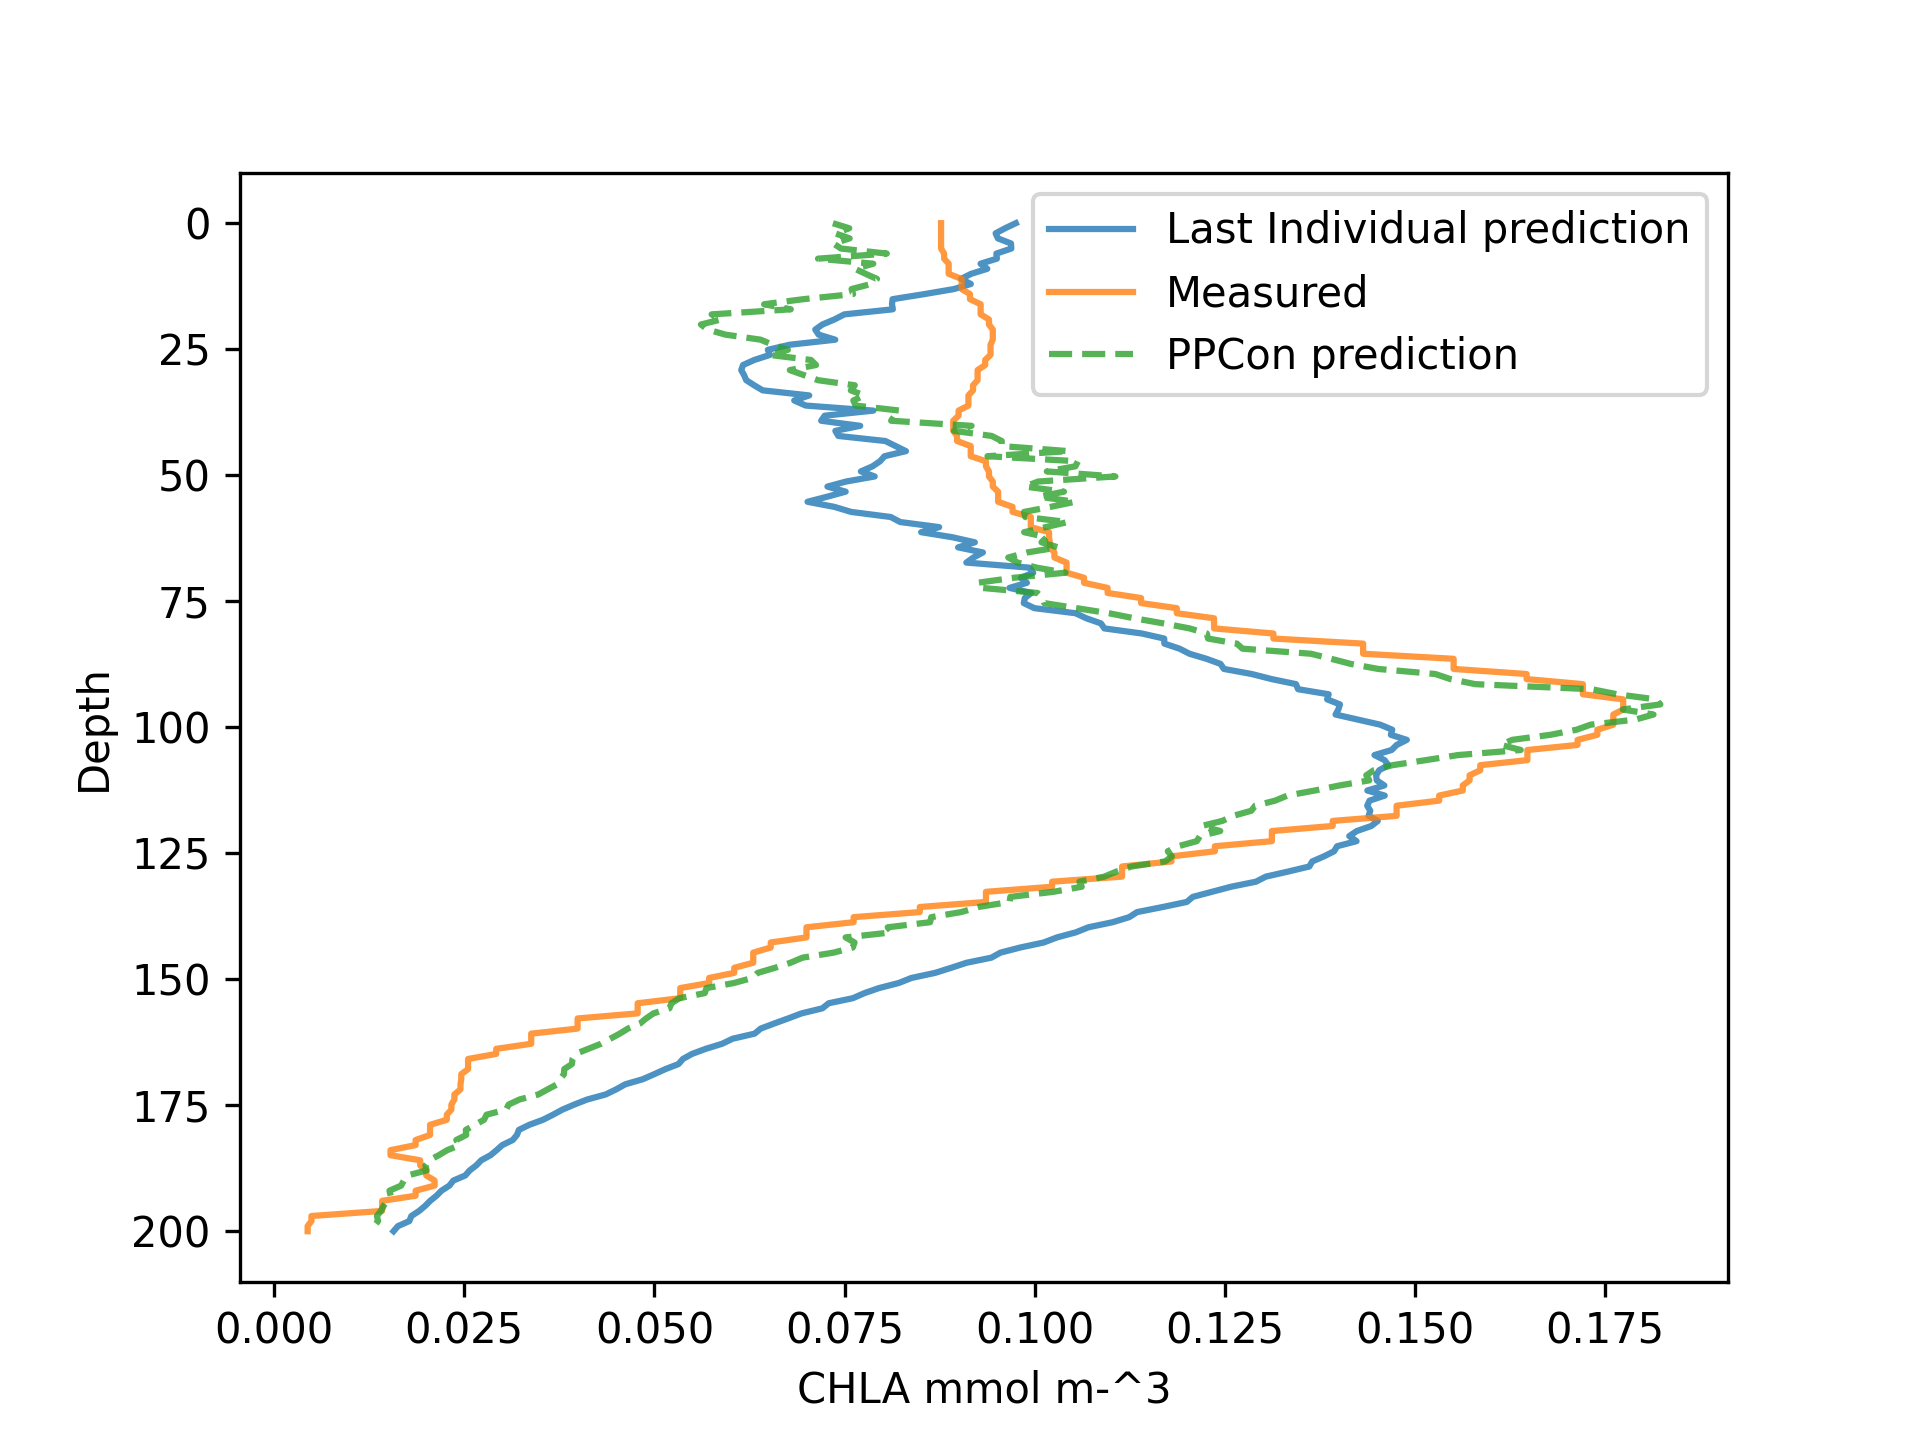 Last Individual prediction
Measured
PPCon prediction
0
25
50
75
100
125
150
175
200
Depth
0.000 0.025 0.050 0.075 0.100 0.125 0.150 0.175
CHLA mmol m-^3